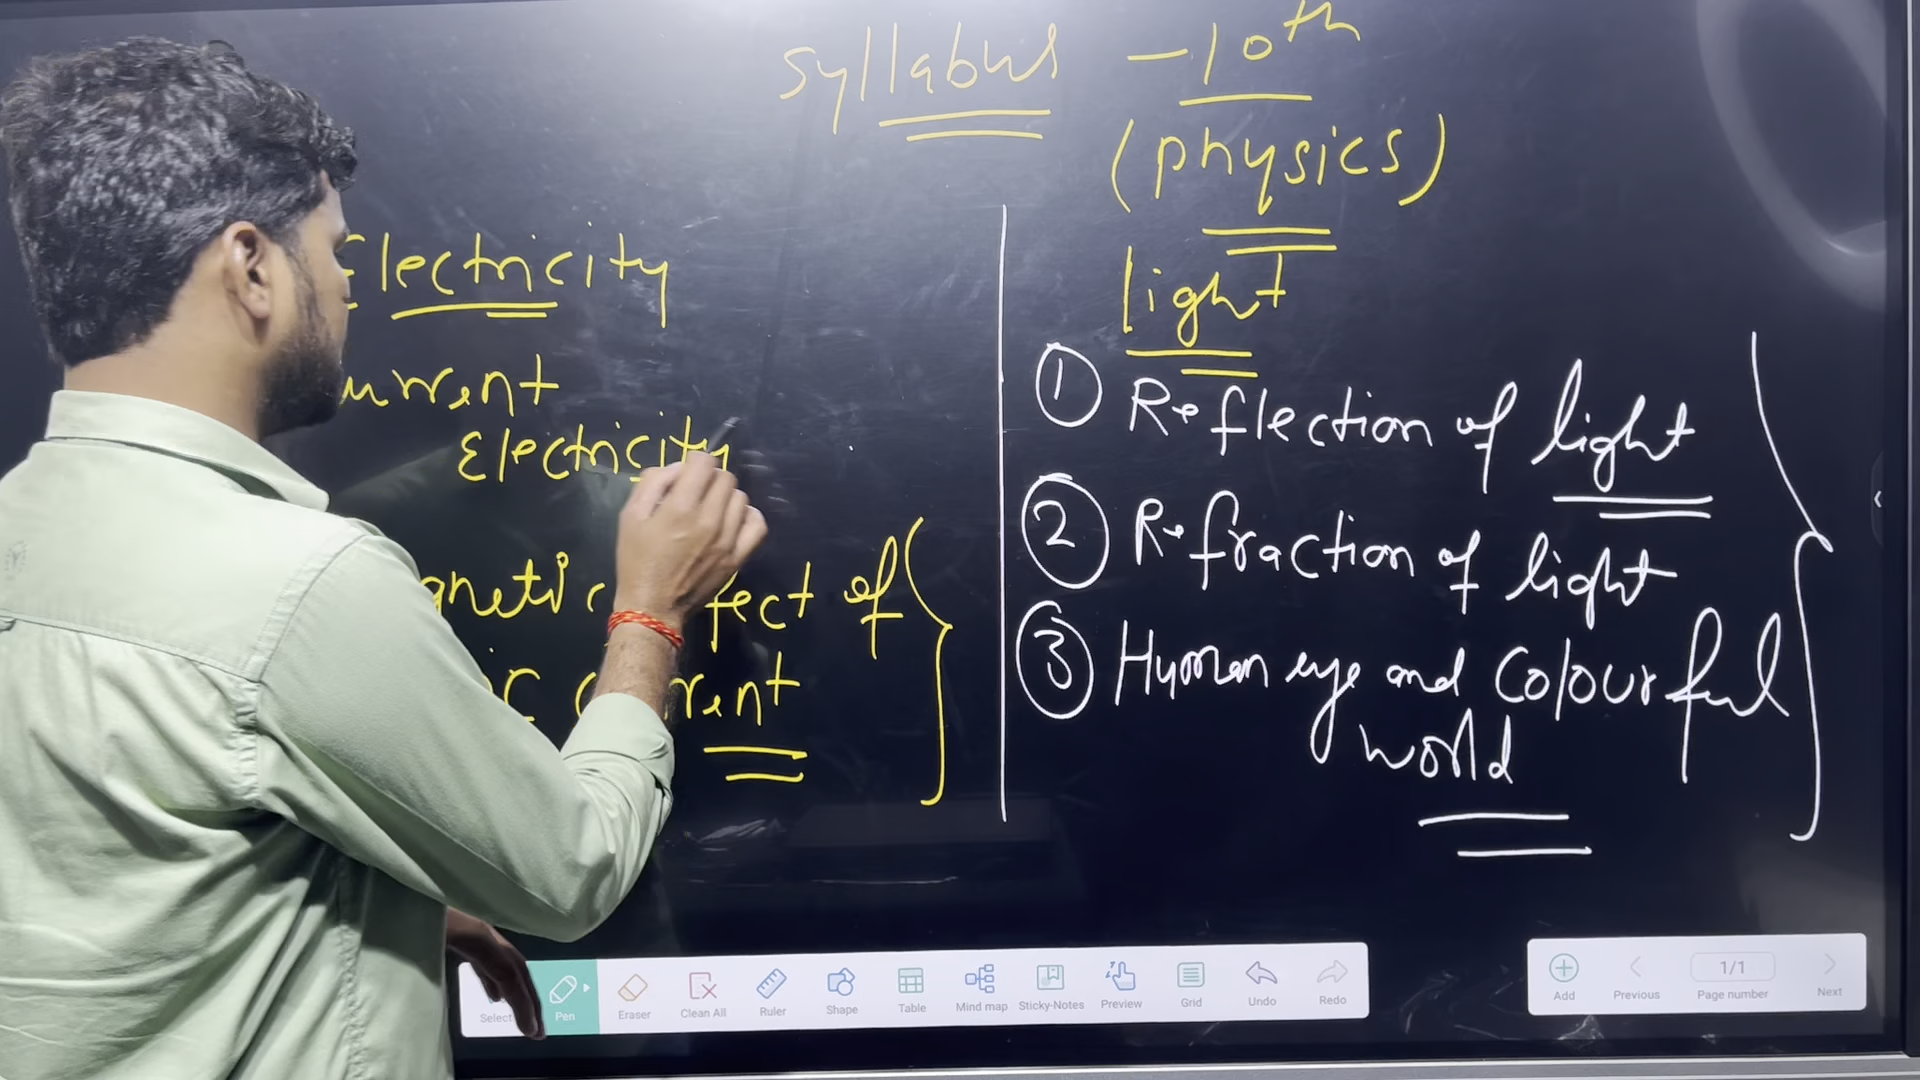 Syllabus - 10th
(physics)
Electricity
Electricity
of
light
① Reflection of light
② Refraction of light
③ Human eye and Colourful
world
Select
Pen
Eraser
Clean All
Ruler
Shape
Table
Mind map
Sticky-Notes
Preview
Grid
Undo
Redo
Add
Previous
1/1
Page number
Next